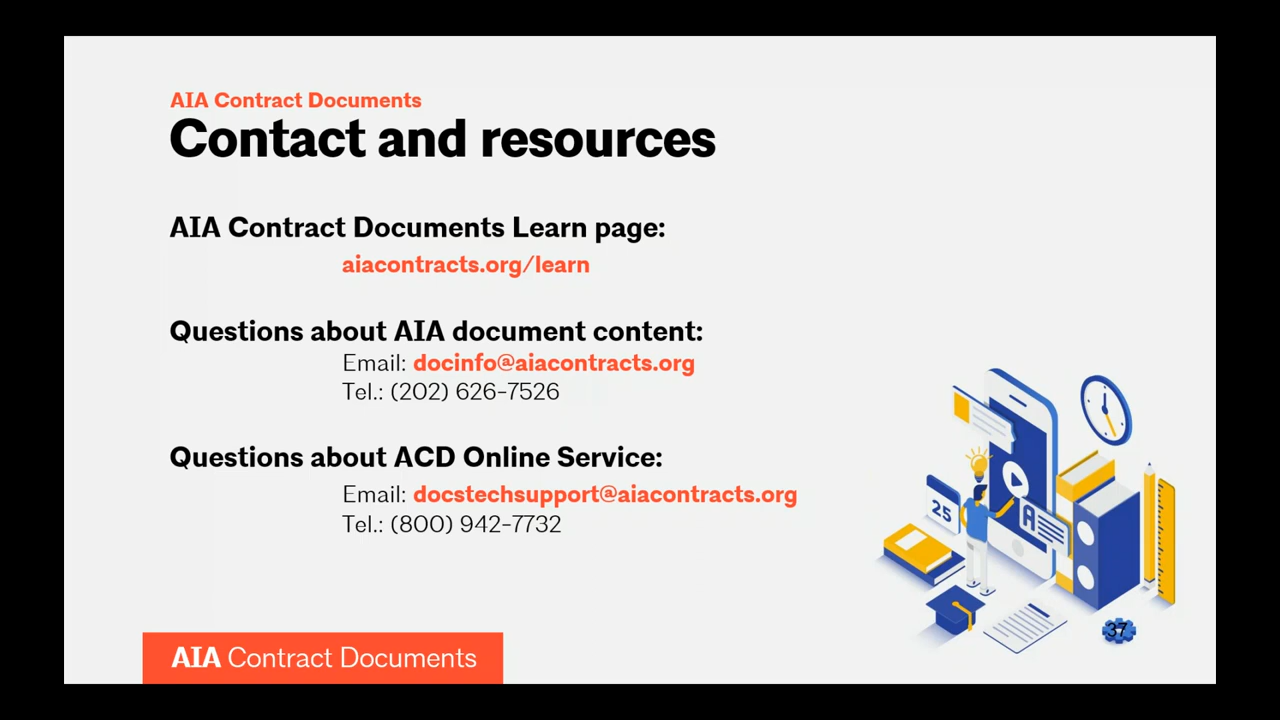 AIA Contract Documents
Contact and resources
AIA Contract Documents Learn page:
aiacontracts.org/learn
Questions about AIA document content:
Email: docinfo@aiacontracts.org
Tel.: (202) 626-7526
Questions about ACD Online Service:
Email: docstechsupport@aiacontracts.org
Tel.: (800) 942-7732
25
A
37
AIA Contract Documents